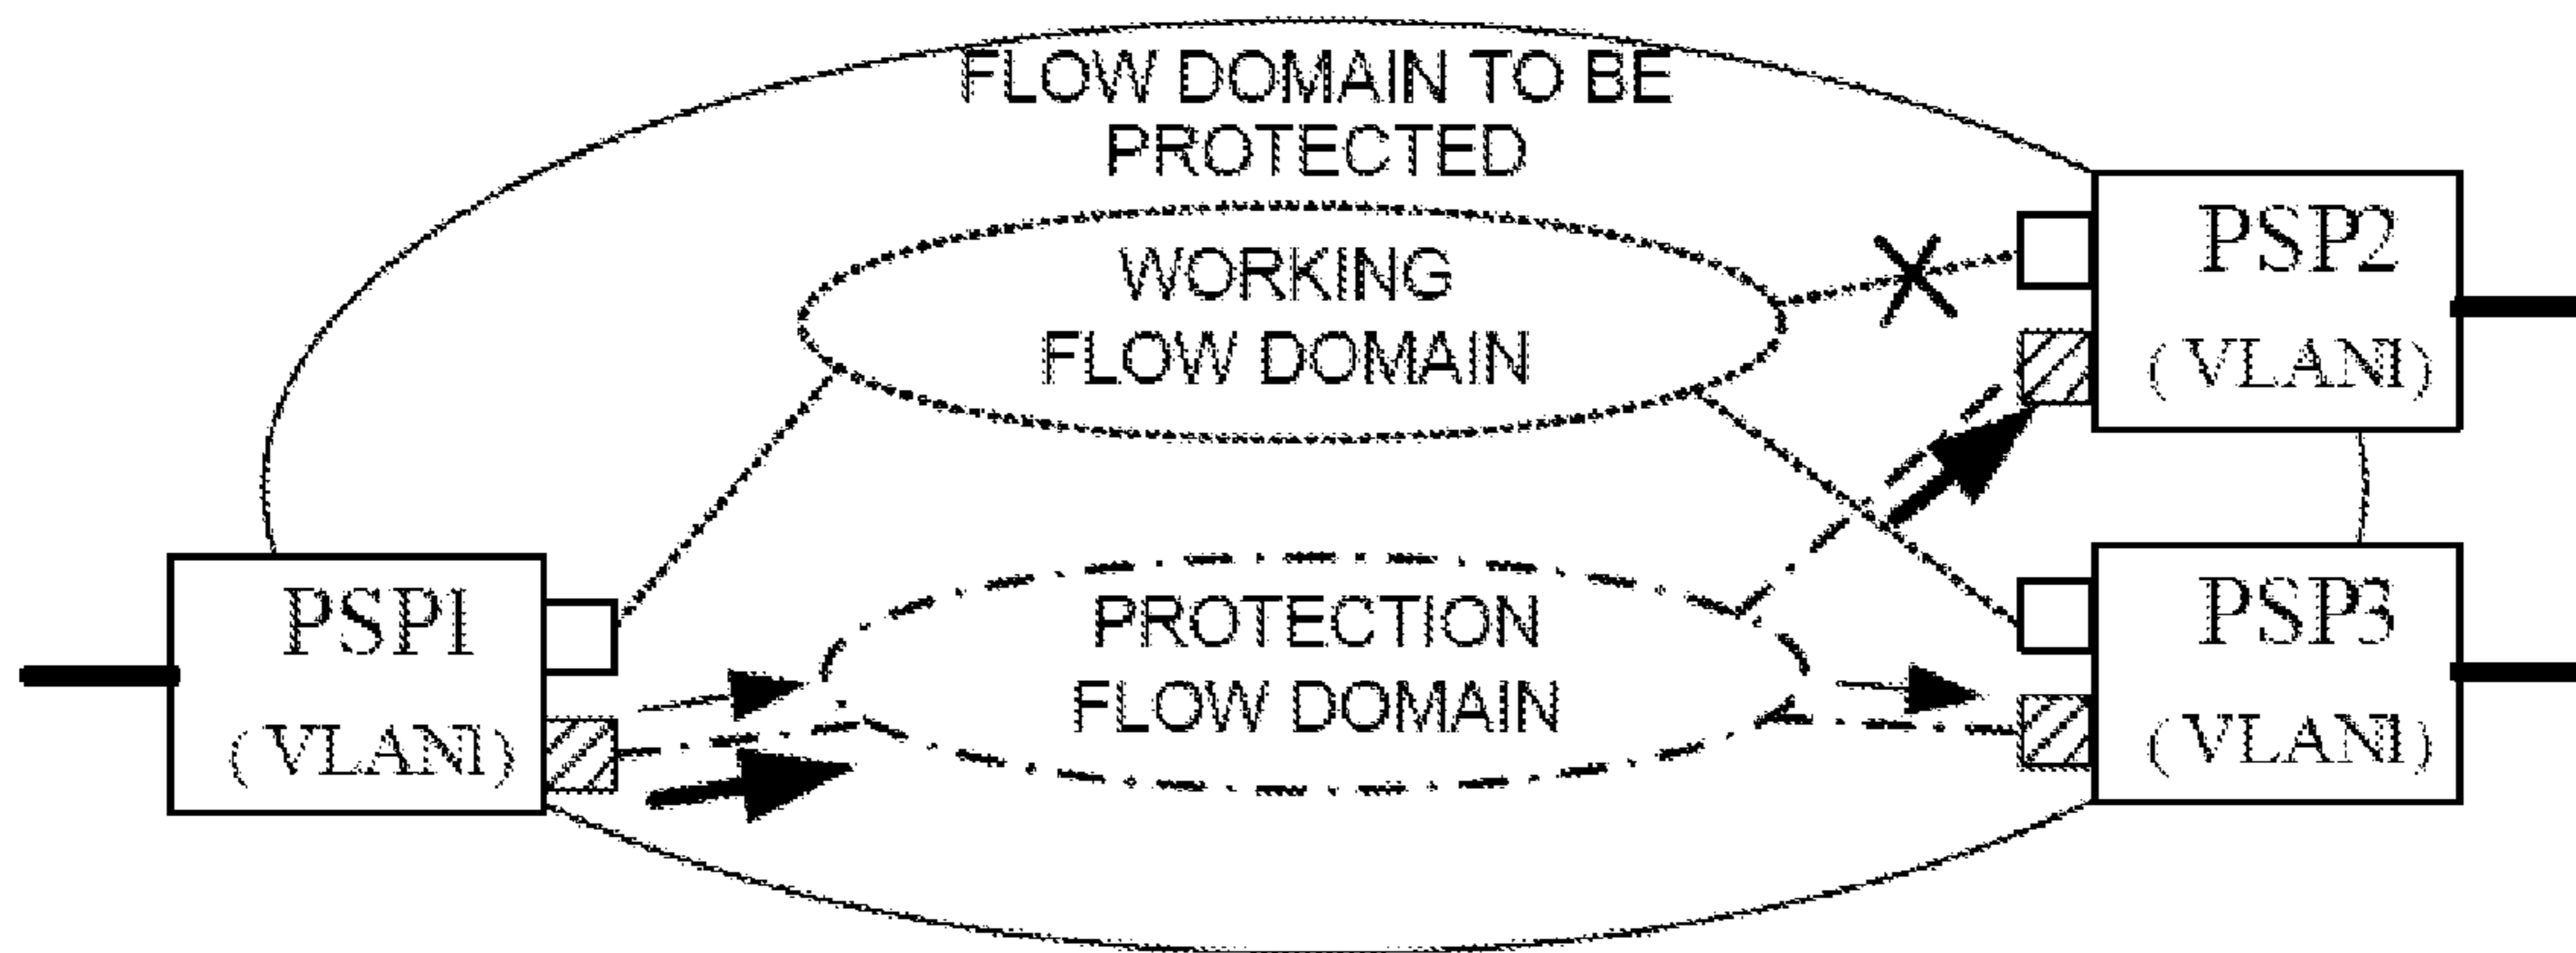 FLOW DOMAIN TO BE
PROTECTED
WORKING
FLOW DOMAIN
PSP2
(VLAN1)
PSP1
(VLAN1)
PROTECTION
FLOW DOMAIN
PSP3
(VLAN1)